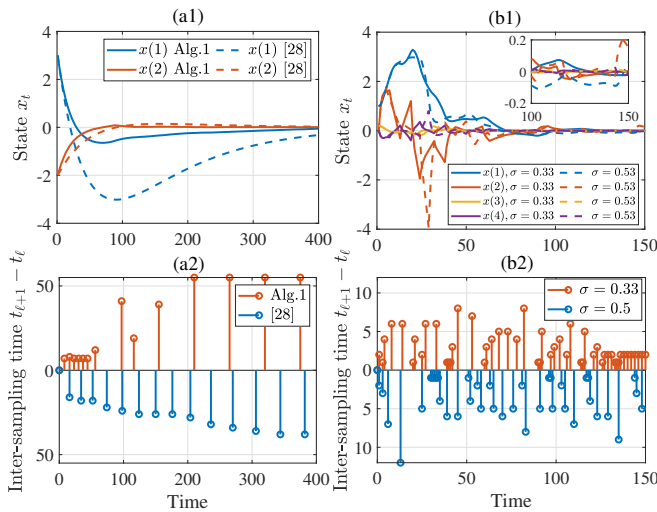 (a1)
State x_t
4
2
0
-2
-4
x(1) Alg.1
x(1) [28]
x(2) Alg.1
x(2) [28]
0
100
200
300
400
(b1)
State x_t
4
2
0
-2
-4
0.2
0
-0.2
100
150
x(1), σ = 0.33
σ = 0.53
x(2), σ = 0.33
σ = 0.53
x(3), σ = 0.33
σ = 0.53
x(4), σ = 0.33
σ = 0.53
0
50
100
150
(a2)
Inter-sampling time t_{ℓ+1} − t_ℓ
50
0
50
Alg.1
[28]
0
100
200
300
400
Time
(b2)
Inter-sampling time t_{ℓ+1} − t_ℓ
10
5
0
5
10
σ = 0.33
σ = 0.5
0
50
100
150
Time